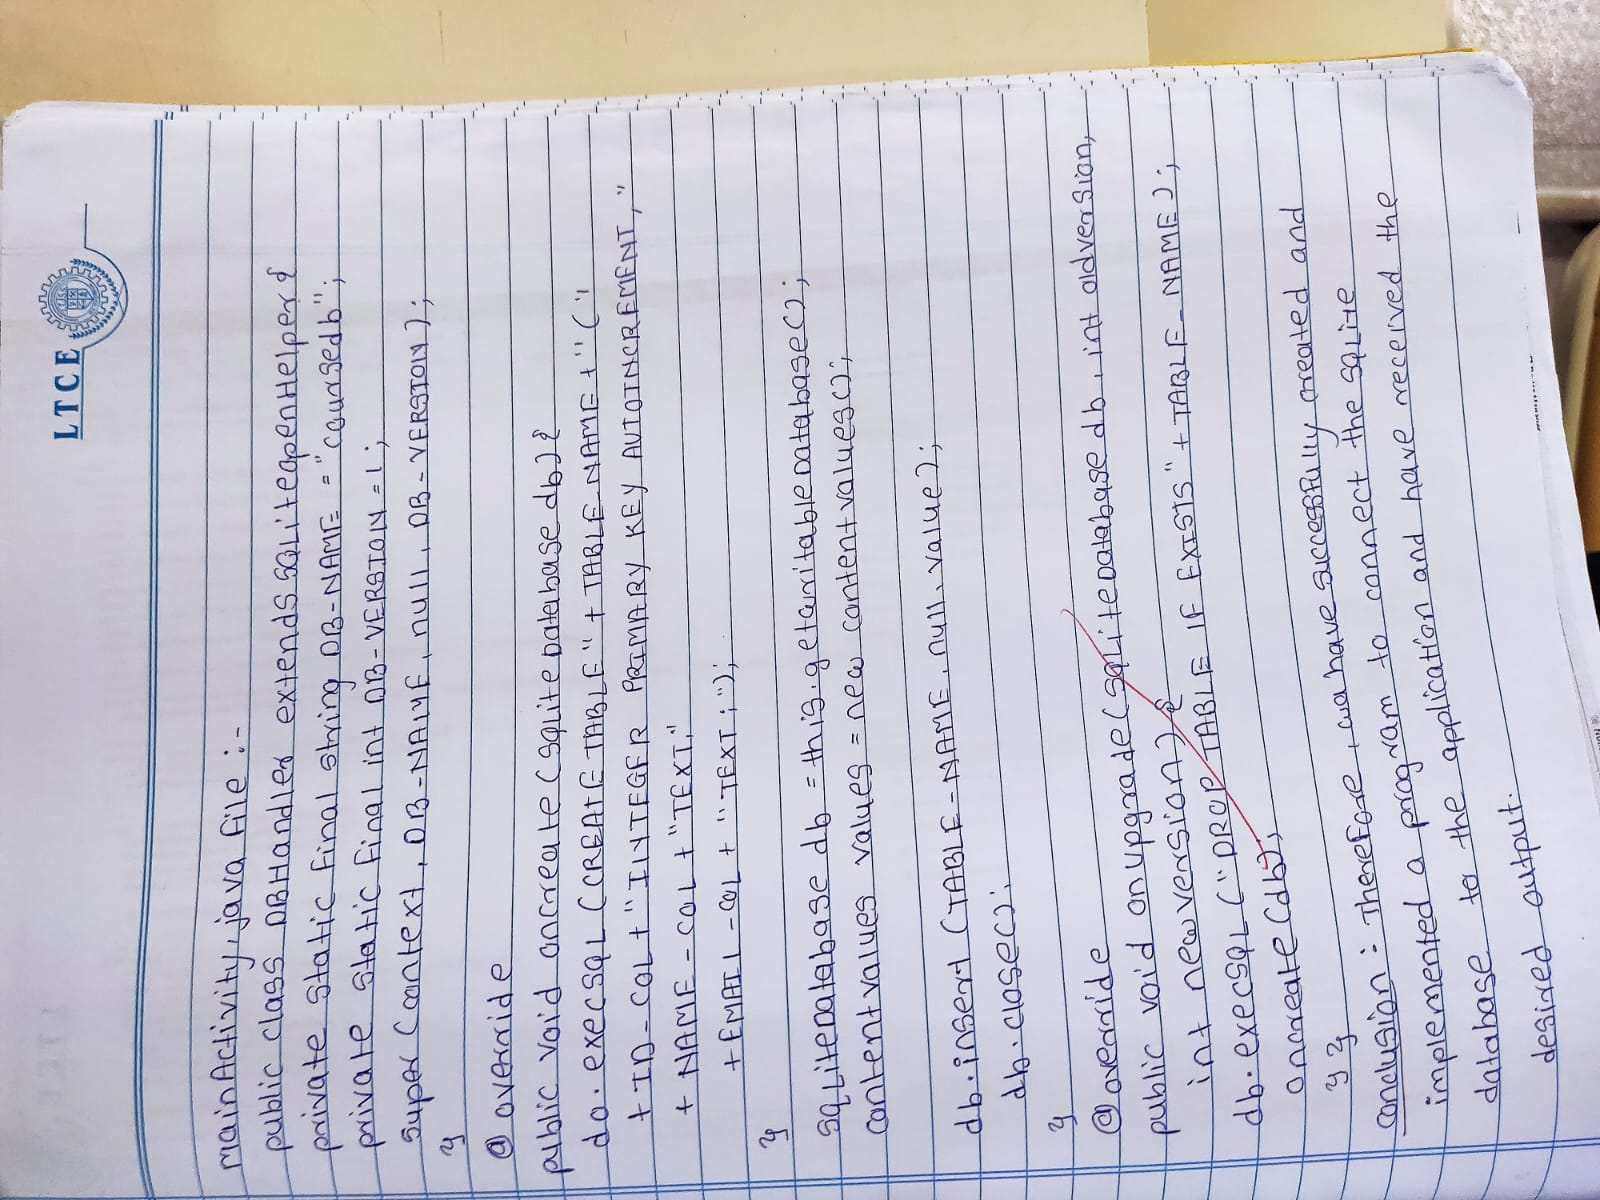 LTCE
mainActivity.java file :-
public class DBHandler extends SQLiteopenHelper {
private static final string DB-NAME = "coursedb";
private static final int DB-VERSION = 1;
super (context, DB-NAME, null, DB-VERSION);
}
@override
public void oncreate (sqlite Database db) {
do. execSQL (CREATE TABLE" + TABLE_NAME + "("
+ ID-COL + "INTEGER PRIMARY KEY AUTOINCREMENT,"
+ NAME-COL + "TEXT,"
+ EMAIL-COL + "TEXT;");
}
sqLiteDatabase db = this.getwritableDatabase();
contentvalues values = new contentvalues();
db.insert (TABLE-NAME, null, value);
db.close();
}
@override
public void onupgrade (SQLiteDatabase db, int oldversion,
int newversion) {
db. execSQL ("DROP TABLE IF EXISTS" + TABLE_NAME);
oncreate (db);
} }
conclusion : Therefore, we have successfully created and
implemented a program to connect the sqlite
database to the application and have received the
desired output.